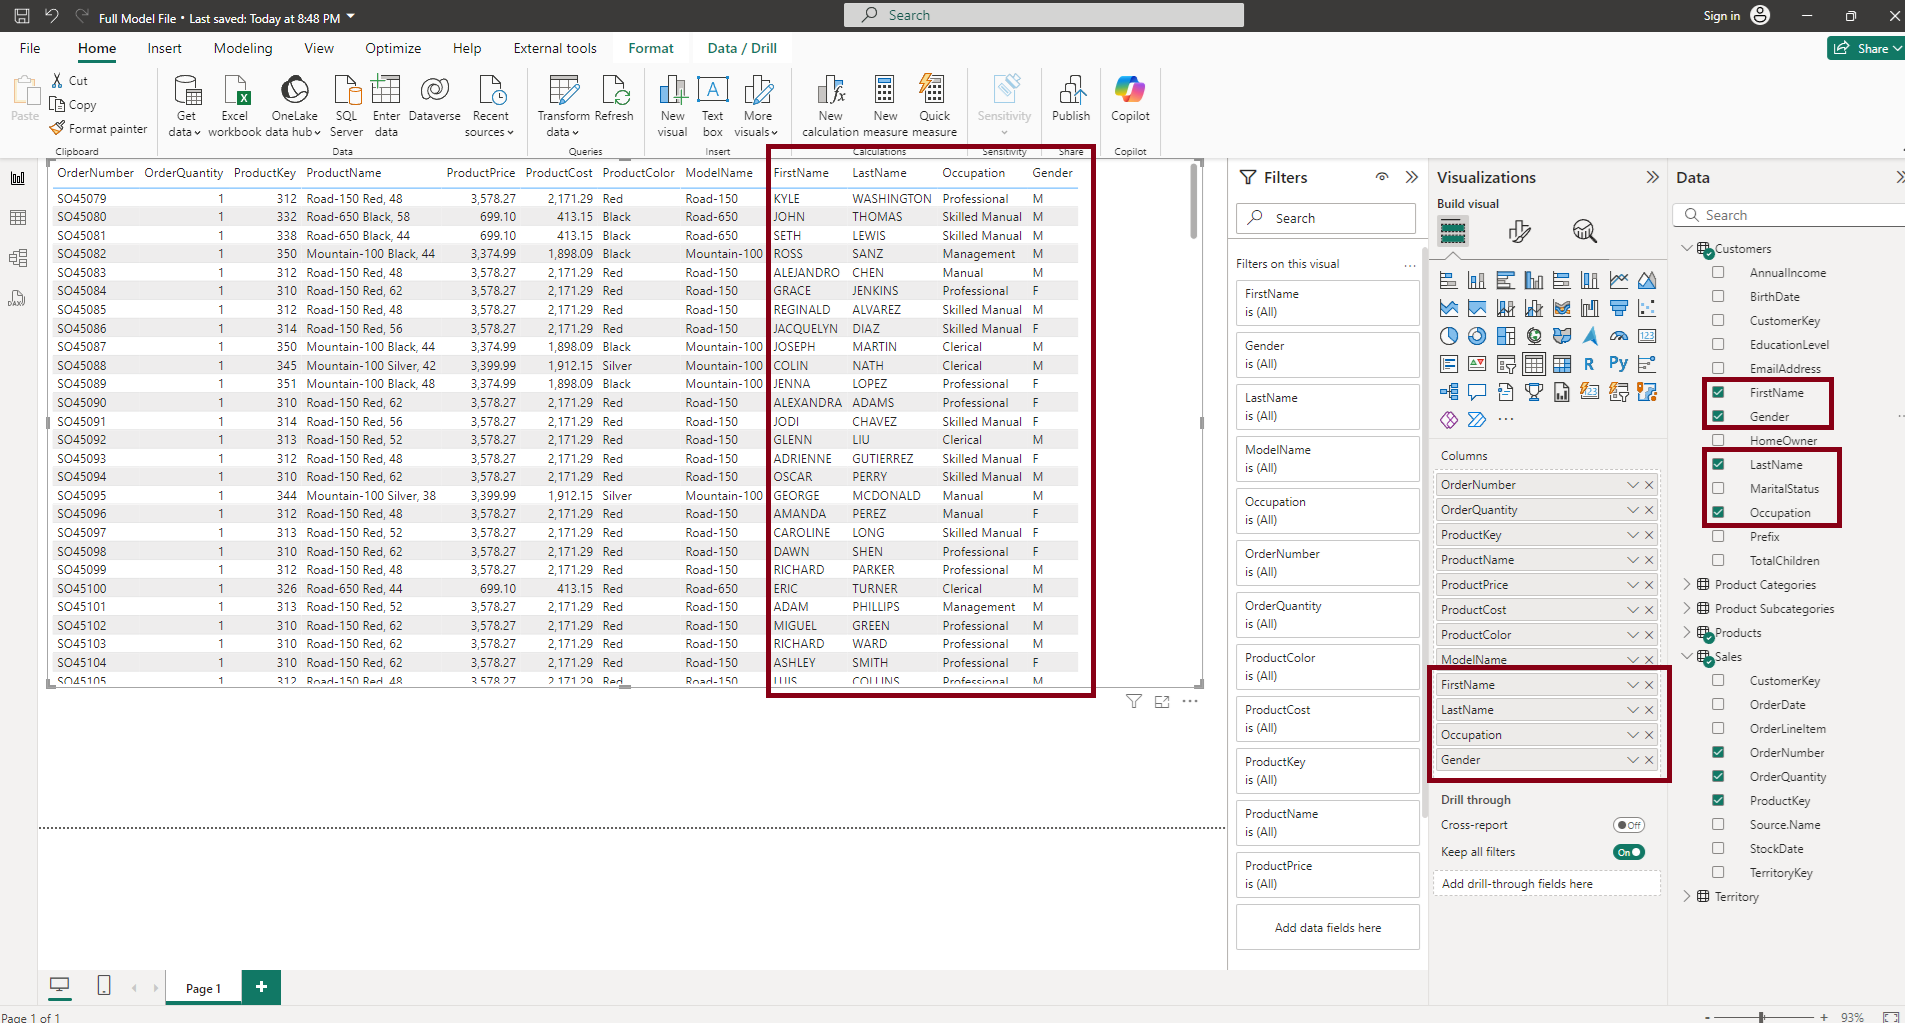 Full Model File • Last saved: Today at 8:48 PM
Search
Sign in
File Home Insert Modeling View Optimize Help External tools Format Data / Drill
Share
Paste
Cut
Copy
Format painter
Get data
Excel workbook
OneLake data hub
SQL Server
Enter data
Dataverse
Recent sources
Transform data
Refresh
New visual
Text box
More visuals
New calculation
New measure
Quick measure
Sensitivity
Publish
Copilot
Clipboard Data Queries Insert Calculations Sensitivity Share Copilot
OrderNumber OrderQuantity ProductKey ProductName ProductPrice ProductCost ProductColor ModelName FirstName LastName Occupation Gender
SO45079 1 312 Road-150 Red, 48 3,578.27 2,171.29 Red Road-150 KYLE WASHINGTON Professional M
SO45080 1 332 Road-650 Black, 58 699.10 413.15 Black Road-650 JOHN THOMAS Skilled Manual M
SO45081 1 338 Road-650 Black, 44 699.10 413.15 Black Road-650 SETH LEWIS Skilled Manual M
SO45082 1 350 Mountain-100 Black, 44 3,374.99 1,898.09 Black Mountain-100 ROSS SANZ Management M
SO45083 1 312 Road-150 Red, 48 3,578.27 2,171.29 Red Road-150 ALEJANDRO CHEN Manual M
SO45084 1 310 Road-150 Red, 62 3,578.27 2,171.29 Red Road-150 GRACE JENKINS Professional F
SO45085 1 312 Road-150 Red, 48 3,578.27 2,171.29 Red Road-150 REGINALD ALVAREZ Skilled Manual M
SO45086 1 314 Road-150 Red, 56 3,578.27 2,171.29 Red Road-150 JACQUELYN DIAZ Skilled Manual F
SO45087 1 350 Mountain-100 Black, 44 3,374.99 1,898.09 Black Mountain-100 JOSEPH MARTIN Clerical M
SO45088 1 345 Mountain-100 Silver, 42 3,399.99 1,912.15 Silver Mountain-100 COLIN NATH Clerical M
SO45089 1 351 Mountain-100 Black, 48 3,374.99 1,898.09 Black Mountain-100 JENNA LOPEZ Professional F
SO45090 1 310 Road-150 Red, 62 3,578.27 2,171.29 Red Road-150 ALEXANDRA ADAMS Professional F
SO45091 1 314 Road-150 Red, 56 3,578.27 2,171.29 Red Road-150 JODI CHAVEZ Skilled Manual F
SO45092 1 313 Road-150 Red, 52 3,578.27 2,171.29 Red Road-150 GLENN LIU Clerical M
SO45093 1 312 Road-150 Red, 48 3,578.27 2,171.29 Red Road-150 ADRIENNE GUTIERREZ Skilled Manual F
SO45094 1 310 Road-150 Red, 62 3,578.27 2,171.29 Red Road-150 OSCAR PERRY Skilled Manual M
SO45095 1 344 Mountain-100 Silver, 38 3,399.99 1,912.15 Silver Mountain-100 GEORGE MCDONALD Manual M
SO45096 1 312 Road-150 Red, 48 3,578.27 2,171.29 Red Road-150 AMANDA PEREZ Manual F
SO45097 1 313 Road-150 Red, 52 3,578.27 2,171.29 Red Road-150 CAROLINE LONG Skilled Manual F
SO45098 1 310 Road-150 Red, 62 3,578.27 2,171.29 Red Road-150 DAWN SHEN Professional F
SO45099 1 312 Road-150 Red, 48 3,578.27 2,171.29 Red Road-150 RICHARD PARKER Professional M
SO45100 1 326 Road-650 Red, 44 699.10 413.15 Red Road-650 ERIC TURNER Clerical M
SO45101 1 313 Road-150 Red, 52 3,578.27 2,171.29 Red Road-150 ADAM PHILLIPS Management M
SO45102 1 310 Road-150 Red, 62 3,578.27 2,171.29 Red Road-150 MIGUEL GREEN Professional M
SO45103 1 310 Road-150 Red, 62 3,578.27 2,171.29 Red Road-150 RICHARD WARD Professional M
SO45104 1 310 Road-150 Red, 62 3,578.27 2,171.29 Red Road-150 ASHLEY SMITH Professional F
SO45105 1 312 Road-150 Red, 48 3,578.27 2,171.29 Red Road-150 LUIS COLLINS Professional M
Filters
Search
Filters on this visual
FirstName
is (All)
Gender
is (All)
LastName
is (All)
ModelName
is (All)
Occupation
is (All)
OrderNumber
is (All)
OrderQuantity
is (All)
ProductColor
is (All)
ProductCost
is (All)
ProductKey
is (All)
ProductName
is (All)
ProductPrice
is (All)
Add data fields here
Visualizations
Build visual
123
R
Py
123
Columns
OrderNumber
OrderQuantity
ProductKey
ProductName
ProductPrice
ProductCost
ProductColor
ModelName
FirstName
LastName
Occupation
Gender
Drill through
Cross-report Off
Keep all filters On
Add drill-through fields here
Data
Search
Customers
AnnualIncome
BirthDate
CustomerKey
EducationLevel
EmailAddress
FirstName
Gender
HomeOwner
LastName
MaritalStatus
Occupation
Prefix
TotalChildren
Product Categories
Product Subcategories
Products
Sales
CustomerKey
OrderDate
OrderLineItem
OrderNumber
OrderQuantity
ProductKey
Source.Name
StockDate
TerritoryKey
Territory
DAX
Page 1
+
Page 1 of 1
- + 93%